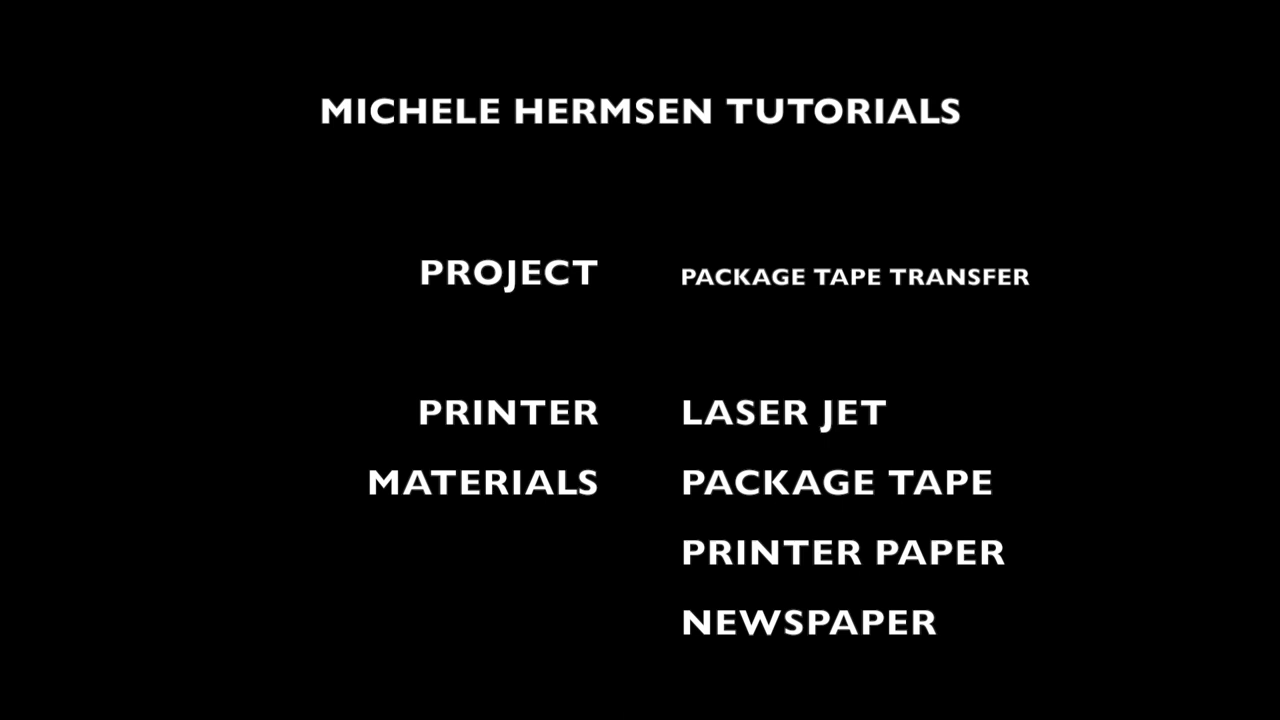 MICHELE HERMSEN TUTORIALS
PROJECT PACKAGE TAPE TRANSFER
PRINTER LASER JET
MATERIALS PACKAGE TAPE
PRINTER PAPER
NEWSPAPER